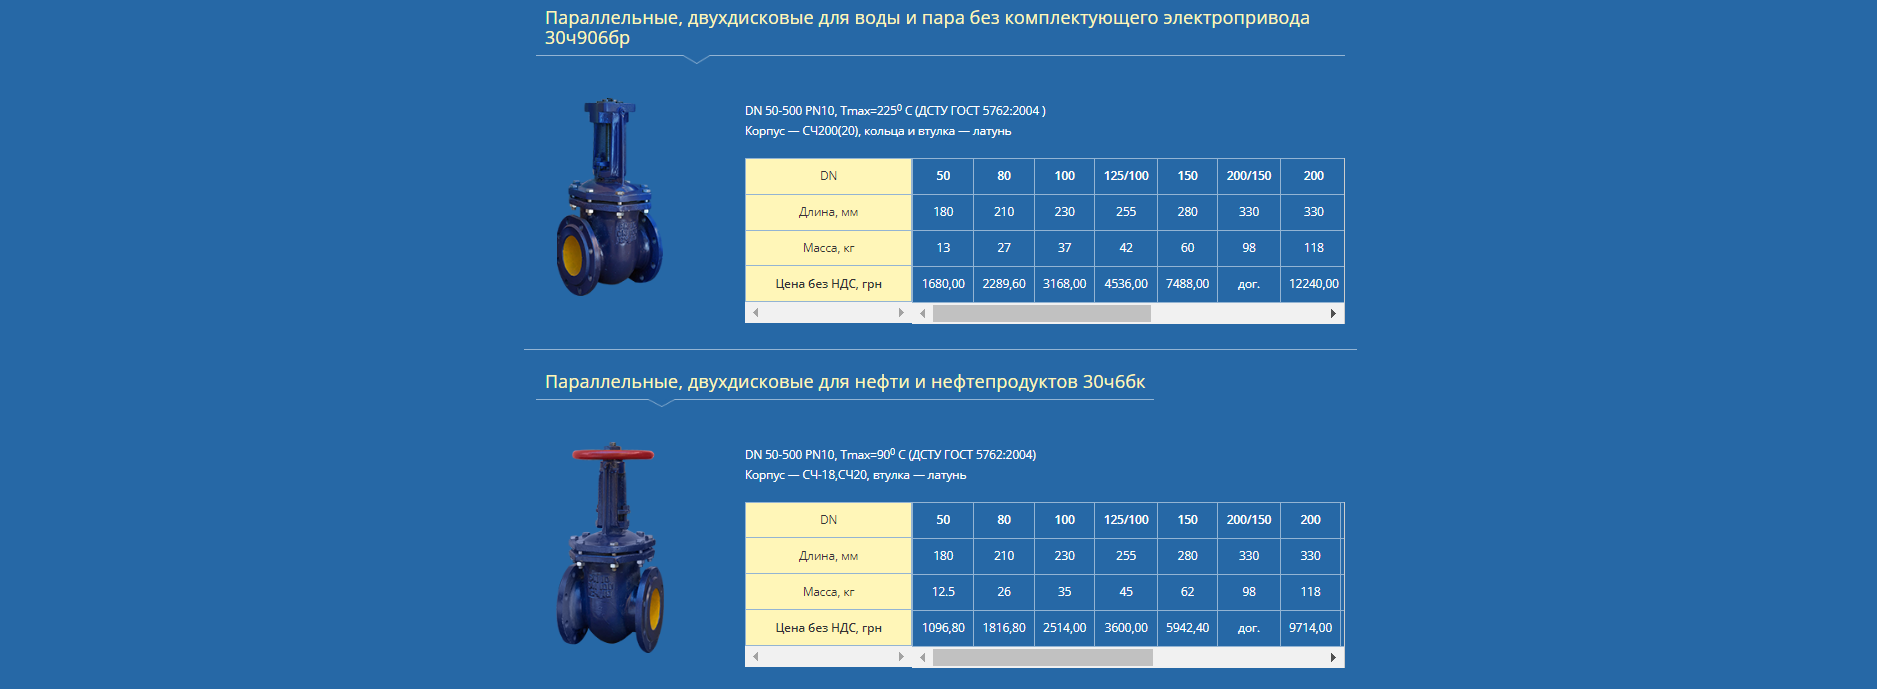 Параллельные, двухдисковые для воды и пара без комплектующего электропривода
30ч906бр
DN 50-500 PN10, Tmax=225⁰ С (ДСТУ ГОСТ 5762:2004 )
Корпус — СЧ200(20), кольца и втулка — латунь
DN 50 80 100 125/100 150 200/150 200
Длина, мм 180 210 230 255 280 330 330
Масса, кг 13 27 37 42 60 98 118
Цена без НДС, грн 1680,00 2289,60 3168,00 4536,00 7488,00 дог. 12240,00
Параллельные, двухдисковые для нефти и нефтепродуктов 30ч6бк
DN 50-500 PN10, Tmax=90⁰ С (ДСТУ ГОСТ 5762:2004)
Корпус — СЧ-18,СЧ20, втулка — латунь
DN 50 80 100 125/100 150 200/150 200
Длина, мм 180 210 230 255 280 330 330
Масса, кг 12.5 26 35 45 62 98 118
Цена без НДС, грн 1096,80 1816,80 2514,00 3600,00 5942,40 дог. 9714,00